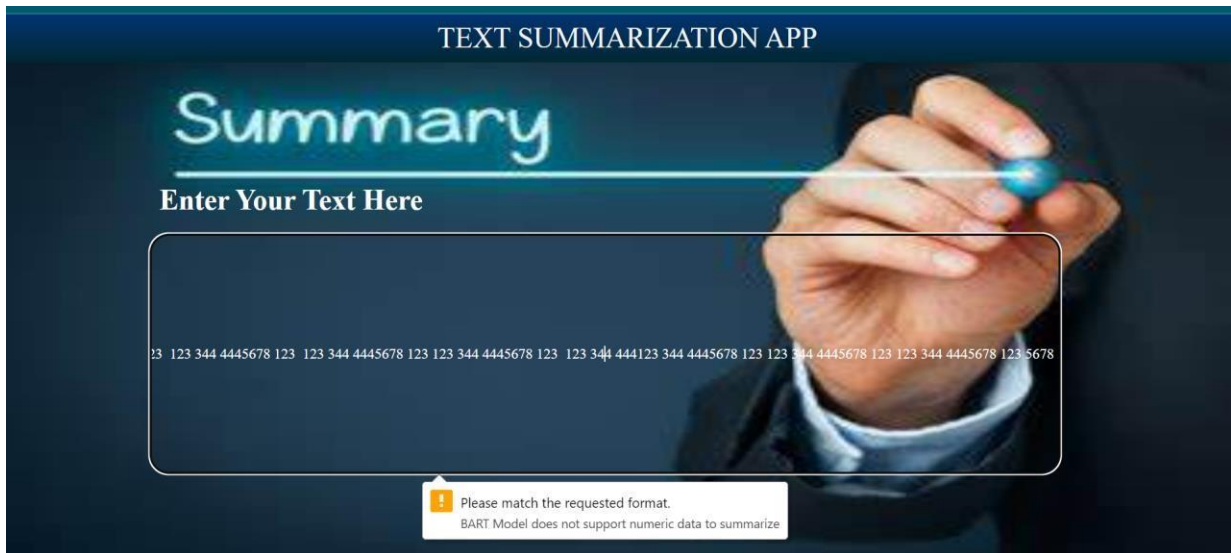 TEXT SUMMARIZATION APP
Summary
Enter Your Text Here
23 123 344 4445678 123 123 344 4445678 123 123 344 4445678 123 123 344 444123 344 4445678 123 123 344 4445678 123 123 344 4445678 123 5678
Please match the requested format.
BART Model does not support numeric data to summarize